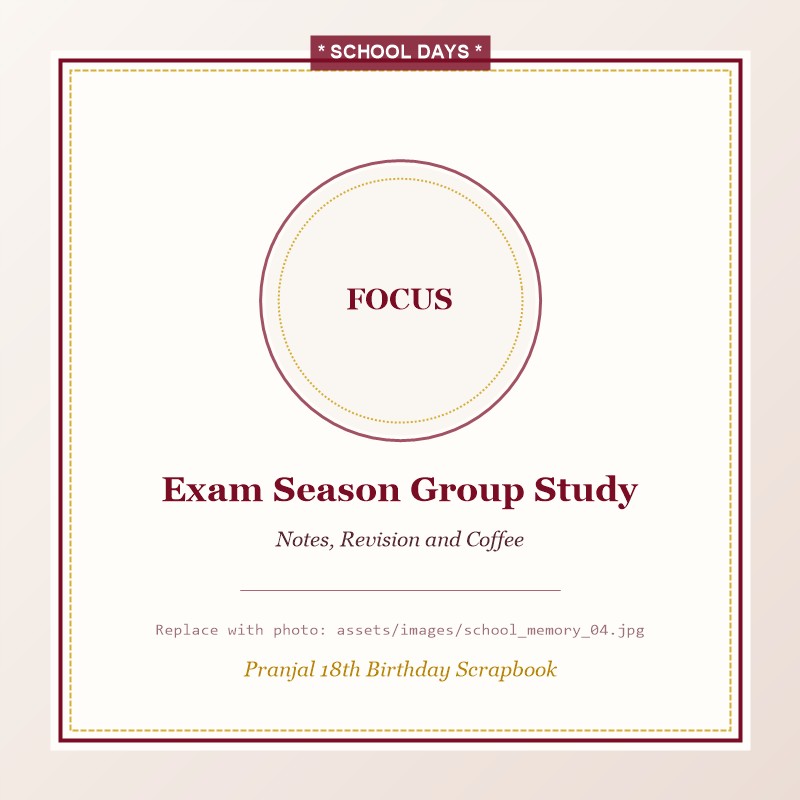 * SCHOOL DAYS *
FOCUS
Exam Season Group Study
Notes, Revision and Coffee
Replace with photo: assets/images/school_memory_04.jpg
Pranjal 18th Birthday Scrapbook